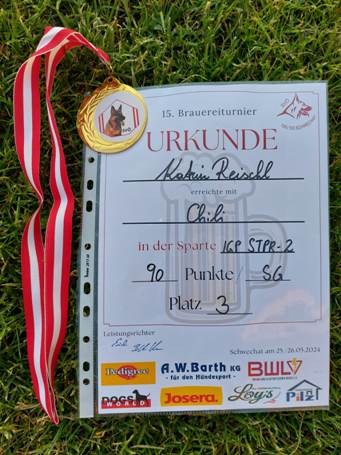 15. Brauereiturnier
URKUNDE
Katrin Reischl
erreichte mit
Chili
in der Sparte IGP STPR-2
90 Punkte / SG
Platz 3
Leistungsrichter
Schwechat am 25./26.05.2024
Pedigree
A.W.Barth KG
- für den Hundesport -
BWLV
DOGS WORLD
Josera.
Loy's